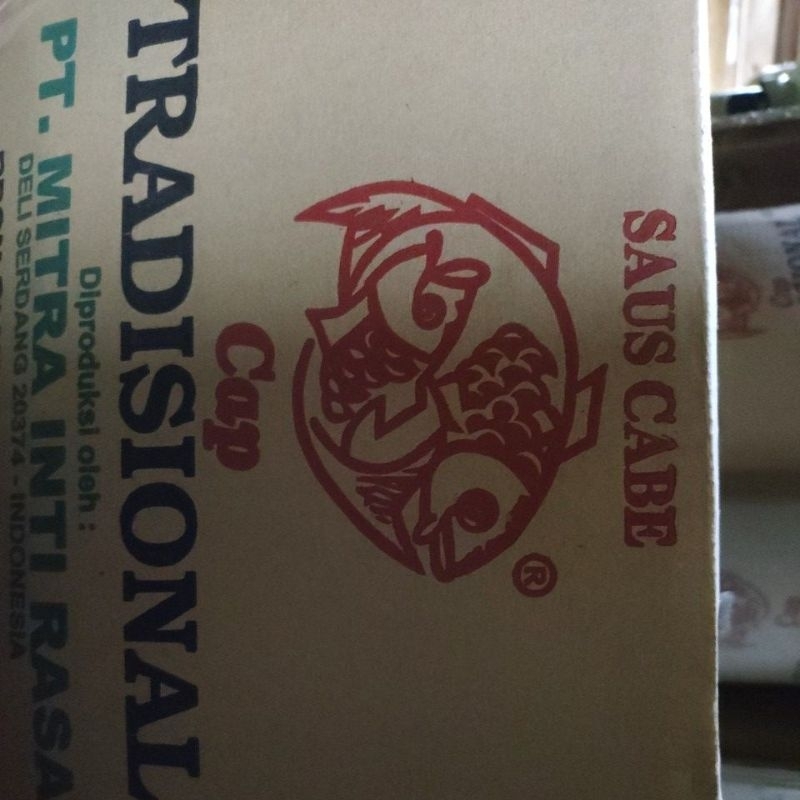 SAUS CABE
®
Cap
TRADISIONAL
Diproduksi oleh :
PT. MITRA INTI RASA
DELI SERDANG 20374 - INDONESIA